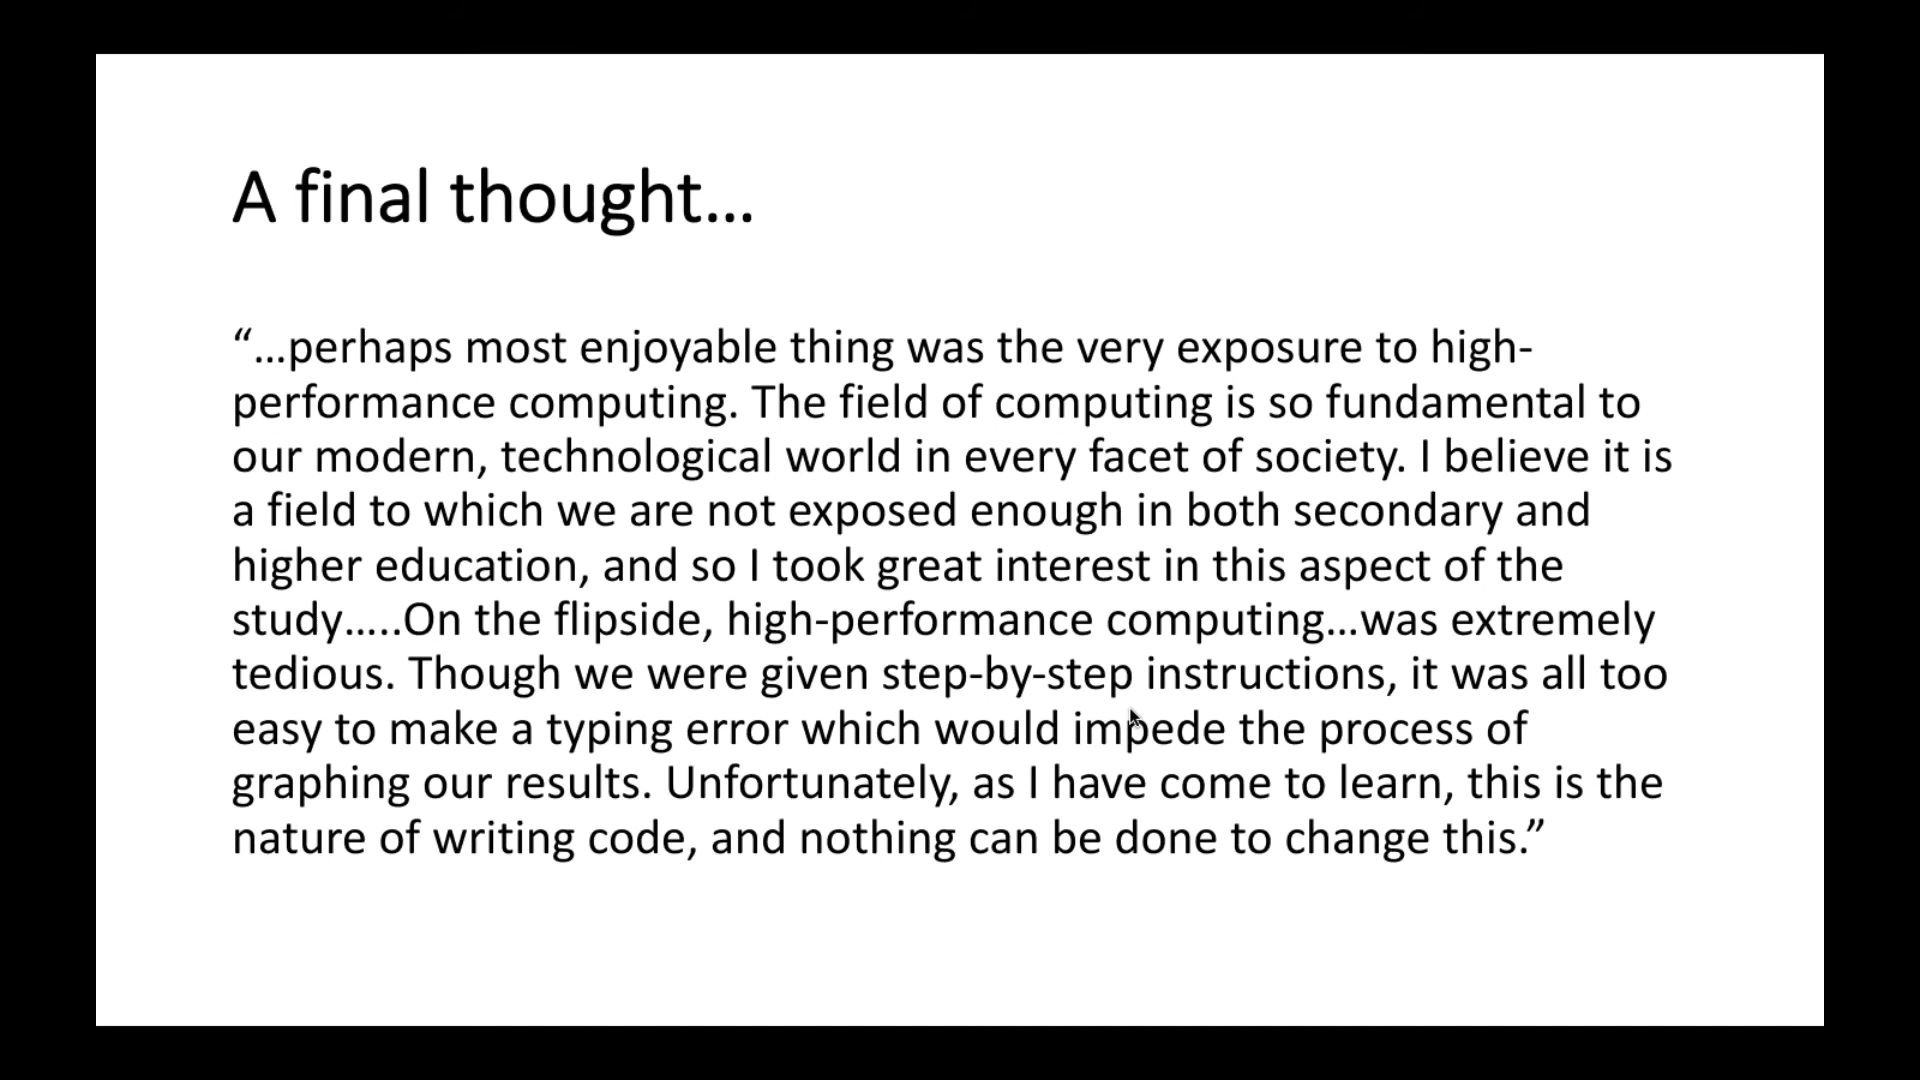 A final thought...
“...perhaps most enjoyable thing was the very exposure to high-
performance computing. The field of computing is so fundamental to
our modern, technological world in every facet of society. I believe it is
a field to which we are not exposed enough in both secondary and
higher education, and so I took great interest in this aspect of the
study.....On the flipside, high-performance computing...was extremely
tedious. Though we were given step-by-step instructions, it was all too
easy to make a typing error which would impede the process of
graphing our results. Unfortunately, as I have come to learn, this is the
nature of writing code, and nothing can be done to change this.”